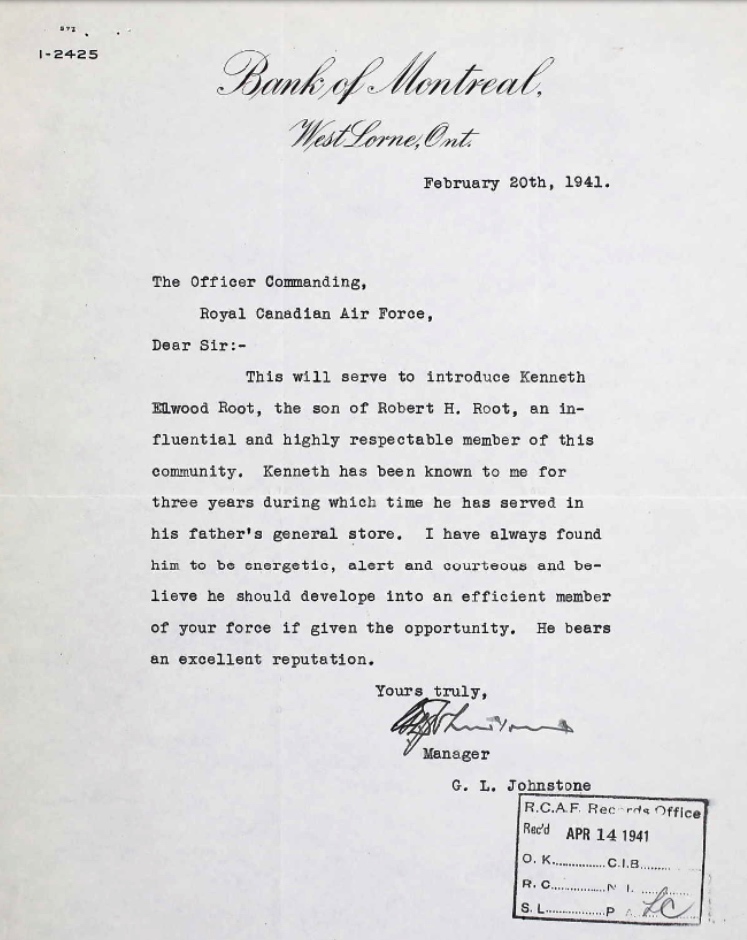 I-2425
Bank of Montreal,
West Lorne, Ont.
February 20th, 1941.
The Officer Commanding,
Royal Canadian Air Force,
Dear Sir:-
This will serve to introduce Kenneth
Elwood Root, the son of Robert H. Root, an in-
fluential and highly respectable member of this
community. Kenneth has been known to me for
three years during which time he has served in
his father's general store. I have always found
him to be energetic, alert and courteous and be-
lieve he should develope into an efficient member
of your force if given the opportunity. He bears
an excellent reputation.
Yours truly,
Manager
G. L. Johnstone
R.C.A.F. Records Office
Rec'd APR 14 1941
O. K.............. C.I.B.........
R. C............... N I. .........
S. L................ P LC